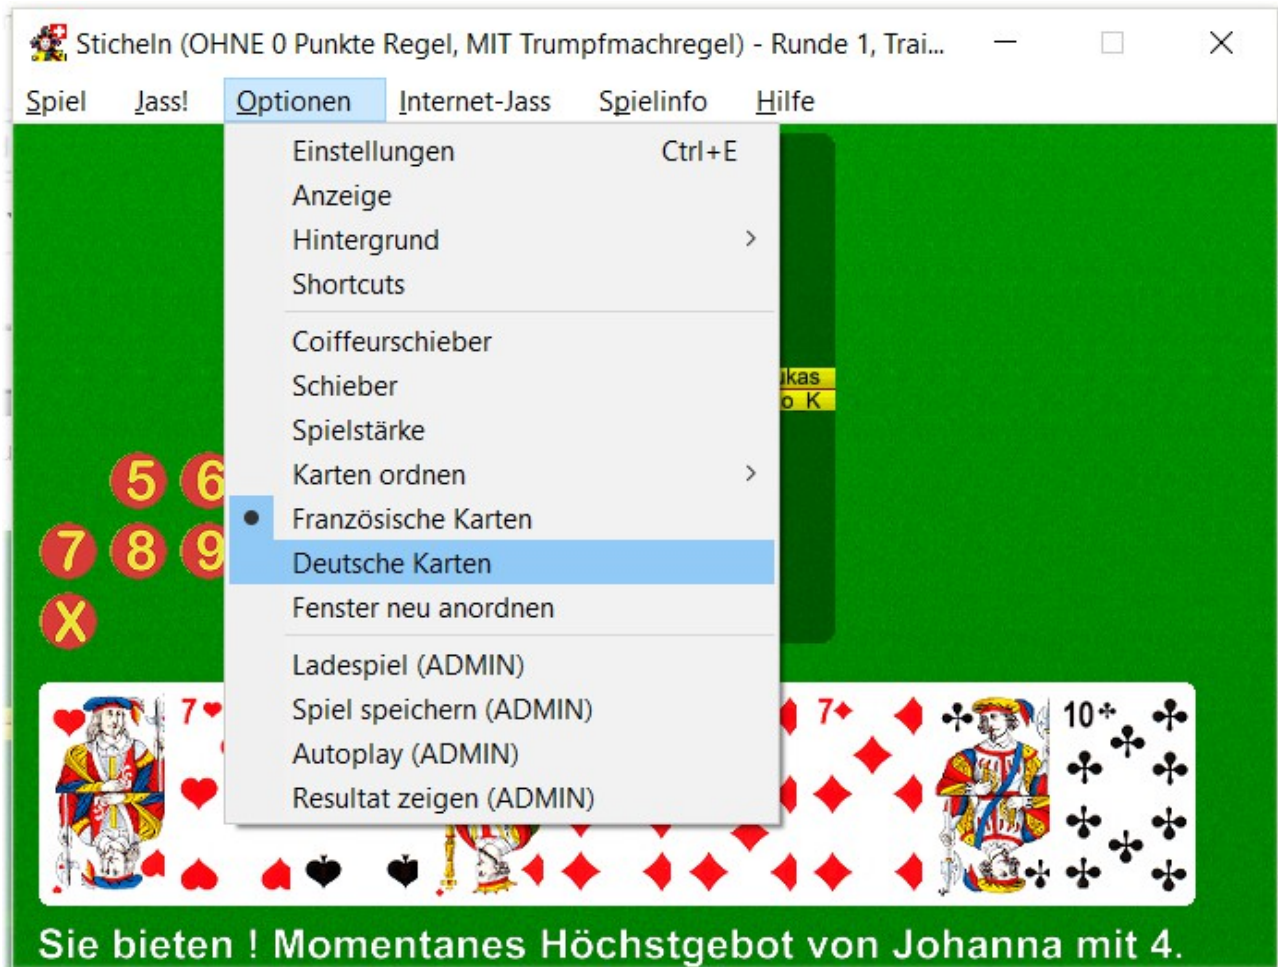 Sticheln (OHNE 0 Punkte Regel, MIT Trumpfmachregel) - Runde 1, Trai...
Spiel Jass! Optionen Internet-Jass Spielinfo Hilfe
Einstellungen Ctrl+E
Anzeige
Hintergrund
Shortcuts
Coiffeurschieber
Schieber
Spielstärke
Karten ordnen
Französische Karten
Deutsche Karten
Fenster neu anordnen
Ladespiel (ADMIN)
Spiel speichern (ADMIN)
Autoplay (ADMIN)
Resultat zeigen (ADMIN)
5 6
7 8 9
X
7 7 10
Sie bieten ! Momentanes Höchstgebot von Johanna mit 4.